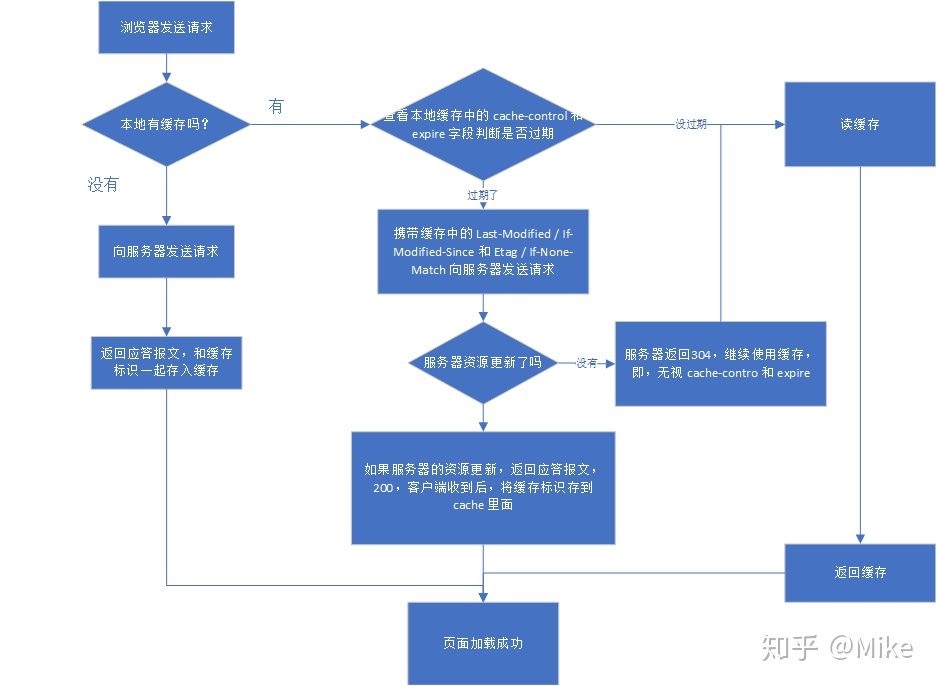 浏览器发送请求
本地有缓存吗？
有
没有
查看本地缓存中的 cache-control 和
expire 字段判断是否过期
没过期
读缓存
过期了
向服务器发送请求
携带缓存中的 Last-Modified / If-
Modified-Since 和 Etag / If-None-
Match 向服务器发送请求
返回应答报文，和缓存
标识一起存入缓存
服务器资源更新了吗
没有
服务器返回304，继续使用缓存，
即，无视 cache-contro 和 expire
如果服务器的资源更新，返回应答报文，
200，客户端收到后，将缓存标识存到
cache 里面
返回缓存
页面加载成功
知乎 @Mike